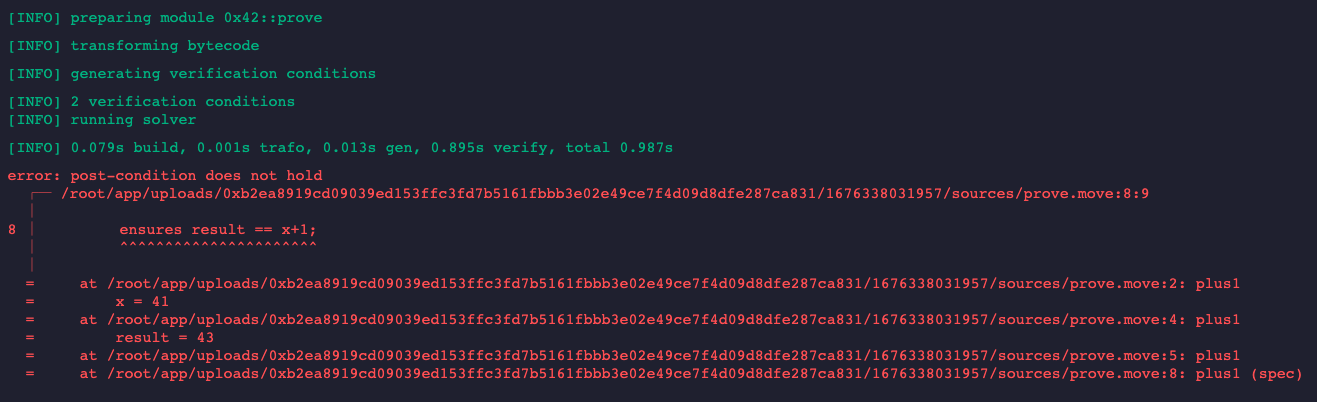 [INFO] preparing module 0x42::prove
[INFO] transforming bytecode
[INFO] generating verification conditions
[INFO] 2 verification conditions
[INFO] running solver
[INFO] 0.079s build, 0.001s trafo, 0.013s gen, 0.895s verify, total 0.987s
error: post-condition does not hold
┌── /root/app/uploads/0xb2ea8919cd09039ed153ffc3fd7b5161fbbb3e02e49ce7f4d09d8dfe287ca831/1676338031957/sources/prove.move:8:9
│
8 │         ensures result == x+1;
│         ^^^^^^^^^^^^^^^^^^^^^^
│
=     at /root/app/uploads/0xb2ea8919cd09039ed153ffc3fd7b5161fbbb3e02e49ce7f4d09d8dfe287ca831/1676338031957/sources/prove.move:2: plus1
=         x = 41
=     at /root/app/uploads/0xb2ea8919cd09039ed153ffc3fd7b5161fbbb3e02e49ce7f4d09d8dfe287ca831/1676338031957/sources/prove.move:4: plus1
=         result = 43
=     at /root/app/uploads/0xb2ea8919cd09039ed153ffc3fd7b5161fbbb3e02e49ce7f4d09d8dfe287ca831/1676338031957/sources/prove.move:5: plus1
=     at /root/app/uploads/0xb2ea8919cd09039ed153ffc3fd7b5161fbbb3e02e49ce7f4d09d8dfe287ca831/1676338031957/sources/prove.move:8: plus1 (spec)